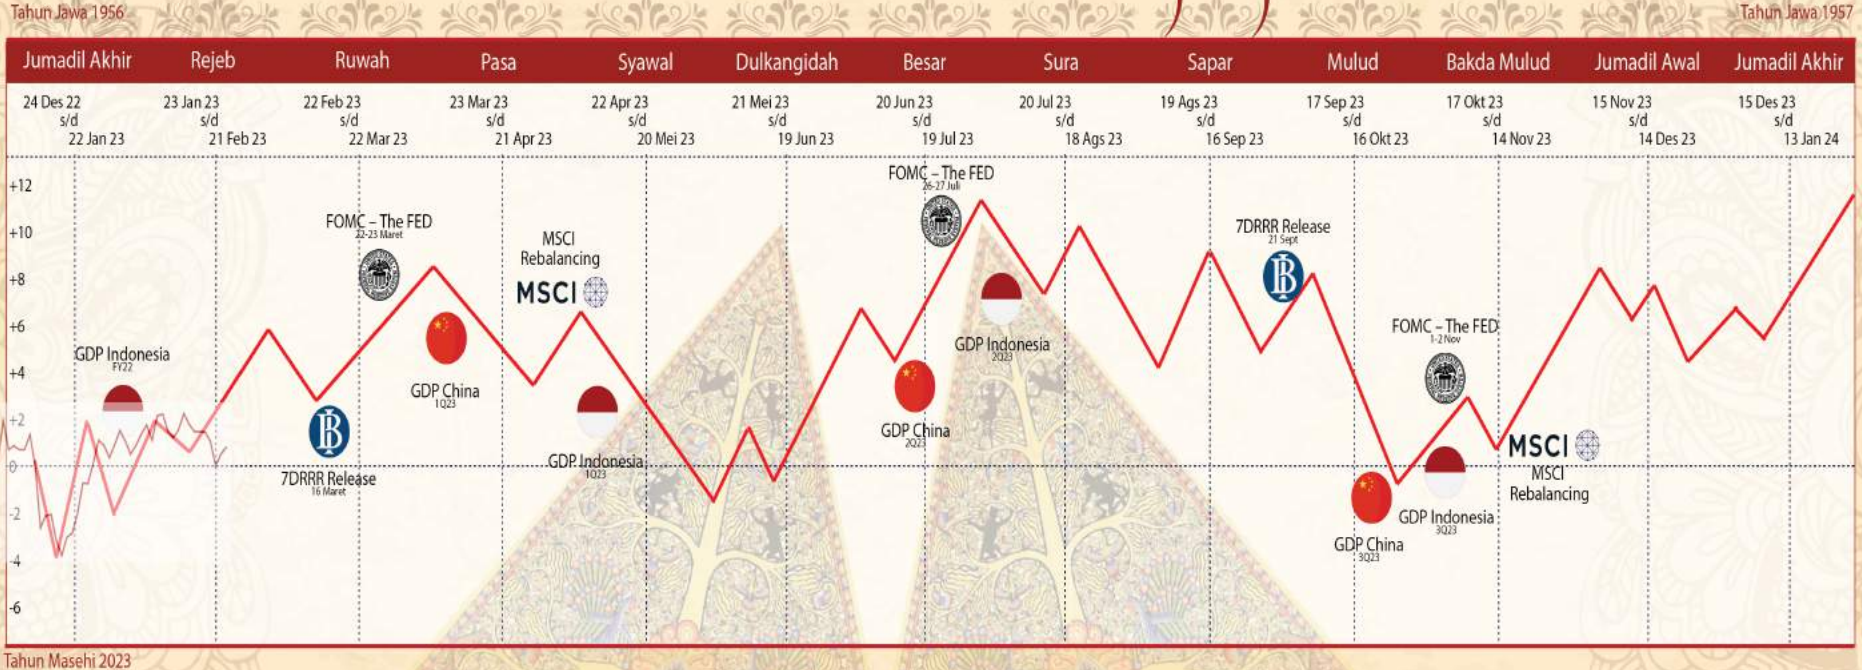 Tahun Jawa 1956
Tahun Jawa 1957
Jumadil Akhir Rejeb Ruwah Pasa Syawal Dulkangidah Besar Sura Sapar Mulud Bakda Mulud Jumadil Awal Jumadil Akhir
24 Des 22 23 Jan 23 22 Feb 23 23 Mar 23 22 Apr 23 21 Mei 23 20 Jun 23 20 Jul 23 19 Ags 23 17 Sep 23 17 Okt 23 15 Nov 23 15 Des 23
s/d s/d s/d s/d s/d s/d s/d s/d s/d s/d s/d s/d s/d
22 Jan 23 21 Feb 23 22 Mar 23 21 Apr 23 20 Mei 23 19 Jun 23 19 Jul 23 18 Ags 23 16 Sep 23 16 Okt 23 14 Nov 23 14 Des 23 13 Jan 24
+12
+10
+8
+6
+4
+2
0
-2
-4
-6
GDP Indonesia
FY22
7DRRR Release
16 Maret
FOMC – The FED
22-23 Maret
GDP China
1Q23
MSCI
Rebalancing
MSCI
GDP Indonesia
1Q23
FOMC – The FED
26-27 Juli
GDP China
2Q23
GDP Indonesia
2Q23
7DRRR Release
21 Sept
GDP China
3Q23
FOMC – The FED
1-2 Nov
GDP Indonesia
3Q23
MSCI
MSCI
Rebalancing
Tahun Masehi 2023